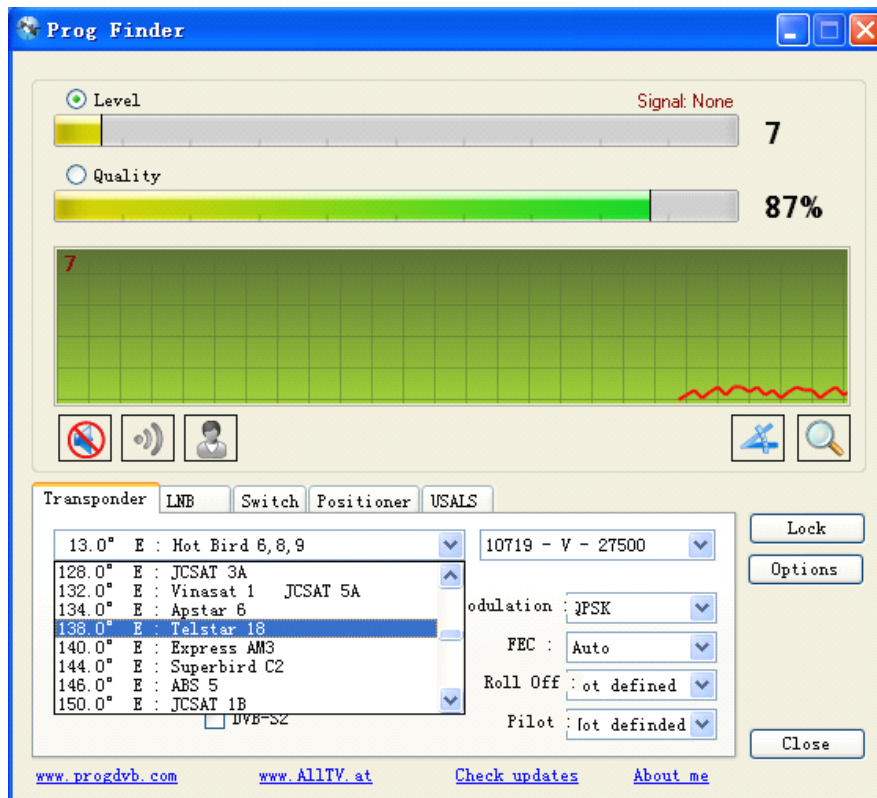 Prog Finder
Level
Signal: None
7
Quality
87%
7
Transponder LNB Switch Positioner USALS
13.0° E : Hot Bird 6,8,9
10719 - V - 27500
Lock
Options
128.0° E : JCSAT 3A
132.0° E : Vinasat 1 JCSAT 5A
134.0° E : Apstar 6
138.0° E : Telstar 18
140.0° E : Express AM3
144.0° E : Superbird C2
146.0° E : ABS 5
150.0° E : JCSAT 1B
odulation : QPSK
FEC : Auto
Roll Off : ot defined
DVB-S2
Pilot : ot definded
Close
www.progdvb.com www.AllTV.at Check updates About me